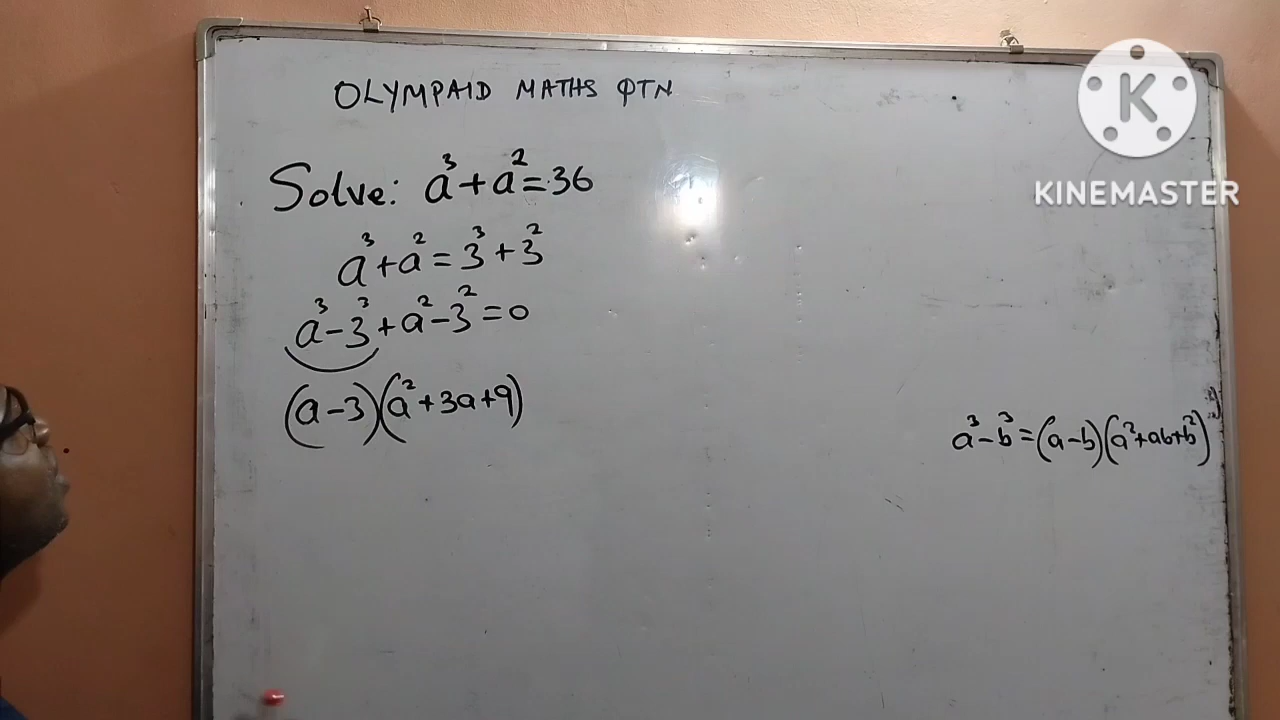 OLYMPAID MATHS QTN
Solve: a³+a²=36
a³+a²=3³+3²
a³-3³+a²-3²=0
(a-3)(a²+3a+9)
a³-b³=(a-b)(a²+ab+b²)
K
KINEMASTER